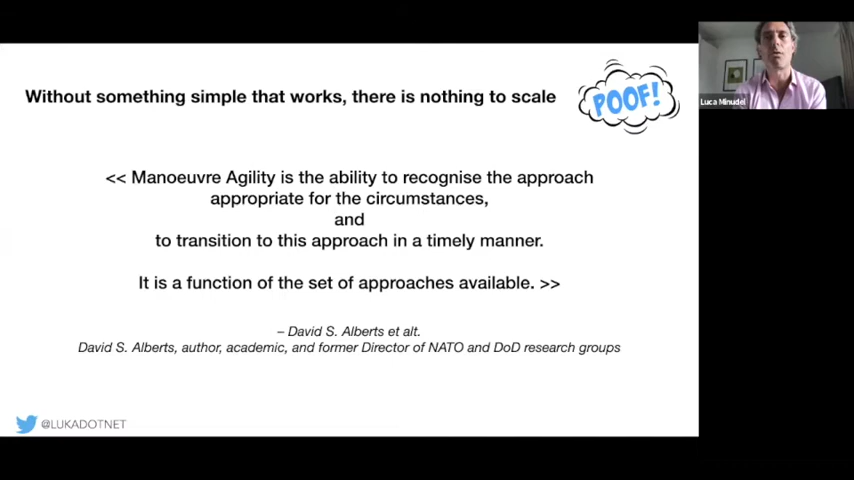 Without something simple that works, there is nothing to scale
POOF!
Luca Minudel
<< Manoeuvre Agility is the ability to recognise the approach
appropriate for the circumstances,
and
to transition to this approach in a timely manner.
It is a function of the set of approaches available. >>
– David S. Alberts et alt.
David S. Alberts, author, academic, and former Director of NATO and DoD research groups
@LUKADOTNET